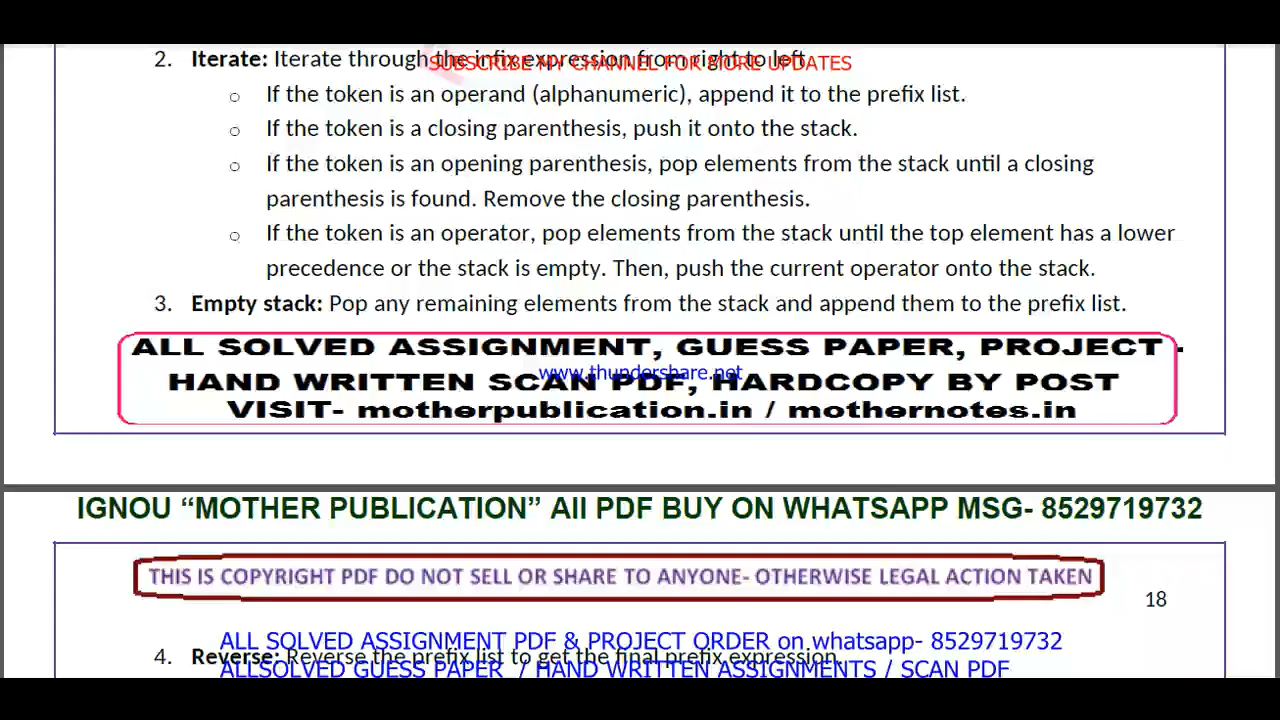 2. Iterate: Iterate through the infix expression from right to left.
SUBSCRIBE MY CHANNEL FOR MORE UPDATES
o If the token is an operand (alphanumeric), append it to the prefix list.
o If the token is a closing parenthesis, push it onto the stack.
o If the token is an opening parenthesis, pop elements from the stack until a closing
parenthesis is found. Remove the closing parenthesis.
o If the token is an operator, pop elements from the stack until the top element has a lower
precedence or the stack is empty. Then, push the current operator onto the stack.
3. Empty stack: Pop any remaining elements from the stack and append them to the prefix list.
ALL SOLVED ASSIGNMENT, GUESS PAPER, PROJECT -
www.thundershare.net
HAND WRITTEN SCAN PDF, HARDCOPY BY POST
VISIT- motherpublication.in / mothernotes.in
IGNOU “MOTHER PUBLICATION” All PDF BUY ON WHATSAPP MSG- 8529719732
THIS IS COPYRIGHT PDF DO NOT SELL OR SHARE TO ANYONE- OTHERWISE LEGAL ACTION TAKEN
18
ALL SOLVED ASSIGNMENT PDF & PROJECT ORDER on whatsapp- 8529719732
4. Reverse: Reverse the prefix list to get the final prefix expression.
ALLSOLVED GUESS PAPER / HAND WRITTEN ASSIGNMENTS / SCAN PDF